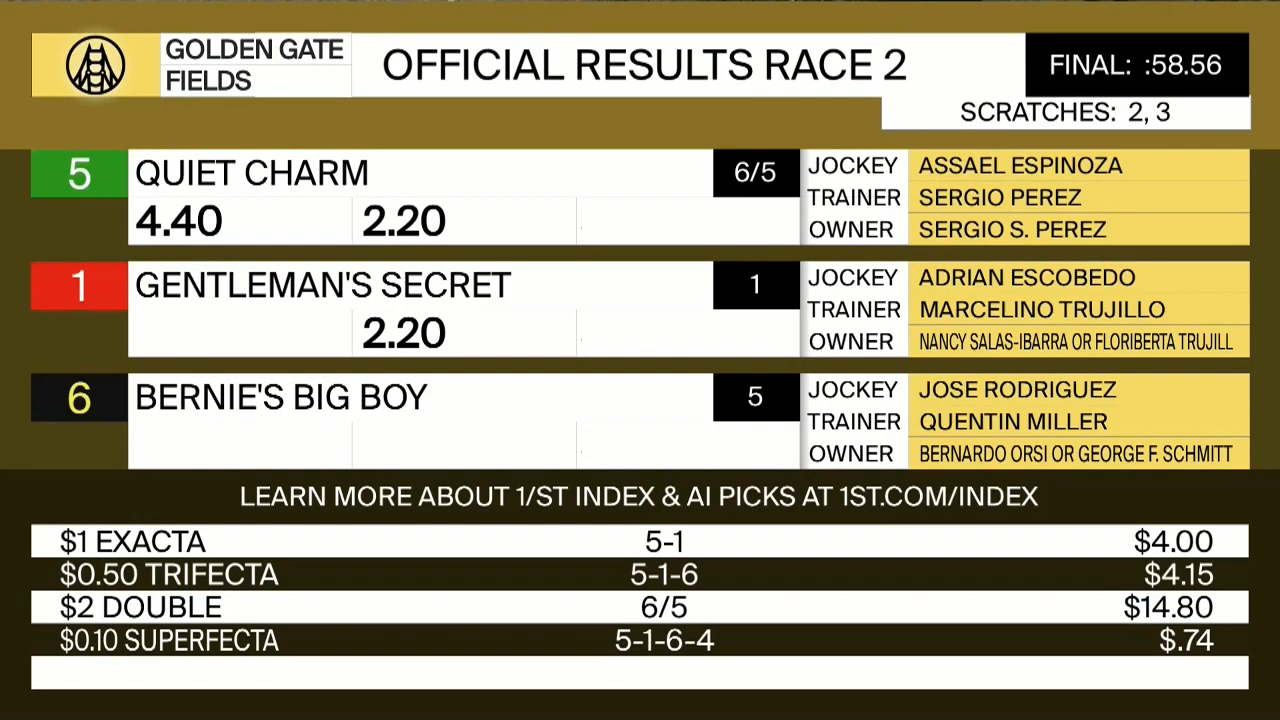 GOLDEN GATE
FIELDS
OFFICIAL RESULTS RACE 2
FINAL: :58.56
SCRATCHES: 2, 3
5 QUIET CHARM 6/5
4.40 2.20
JOCKEY ASSAEL ESPINOZA
TRAINER SERGIO PEREZ
OWNER SERGIO S. PEREZ
1 GENTLEMAN'S SECRET 1
2.20
JOCKEY ADRIAN ESCOBEDO
TRAINER MARCELINO TRUJILLO
OWNER NANCY SALAS-IBARRA OR FLORIBERTA TRUJILL
6 BERNIE'S BIG BOY 5
JOCKEY JOSE RODRIGUEZ
TRAINER QUENTIN MILLER
OWNER BERNARDO ORSI OR GEORGE F. SCHMITT
LEARN MORE ABOUT 1/ST INDEX & AI PICKS AT 1ST.COM/INDEX
$1 EXACTA 5-1 $4.00
$0.50 TRIFECTA 5-1-6 $4.15
$2 DOUBLE 6/5 $14.80
$0.10 SUPERFECTA 5-1-6-4 $.74